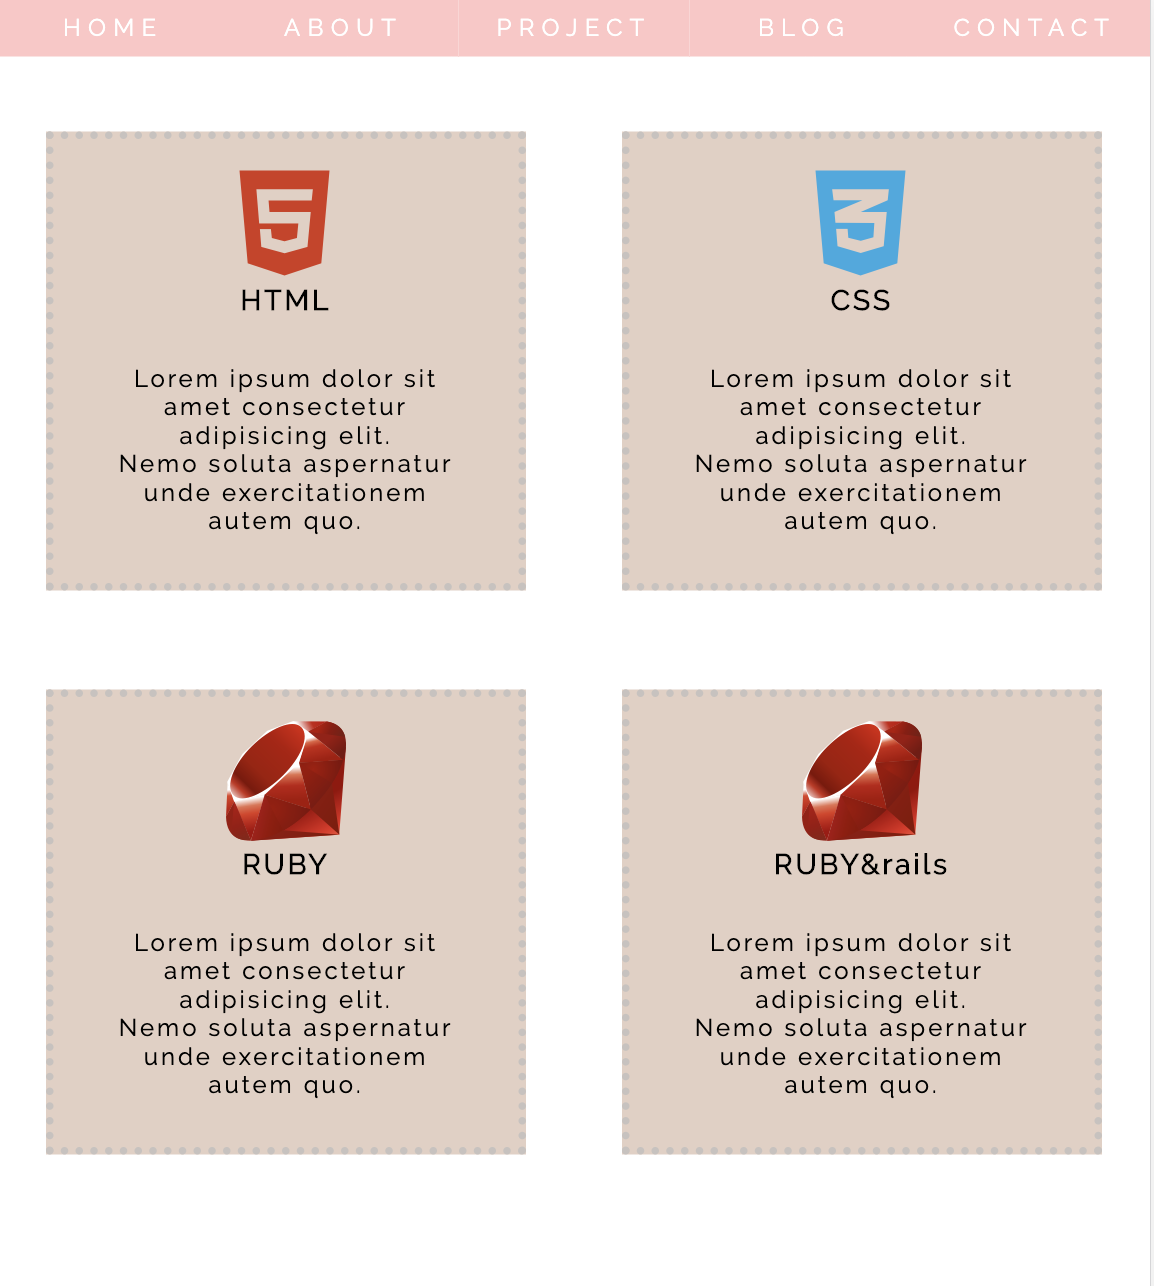 HOME ABOUT PROJECT BLOG CONTACT
5
HTML
Lorem ipsum dolor sit
amet consectetur
adipisicing elit.
Nemo soluta aspernatur
unde exercitationem
autem quo.
3
CSS
Lorem ipsum dolor sit
amet consectetur
adipisicing elit.
Nemo soluta aspernatur
unde exercitationem
autem quo.
RUBY
Lorem ipsum dolor sit
amet consectetur
adipisicing elit.
Nemo soluta aspernatur
unde exercitationem
autem quo.
RUBY&rails
Lorem ipsum dolor sit
amet consectetur
adipisicing elit.
Nemo soluta aspernatur
unde exercitationem
autem quo.